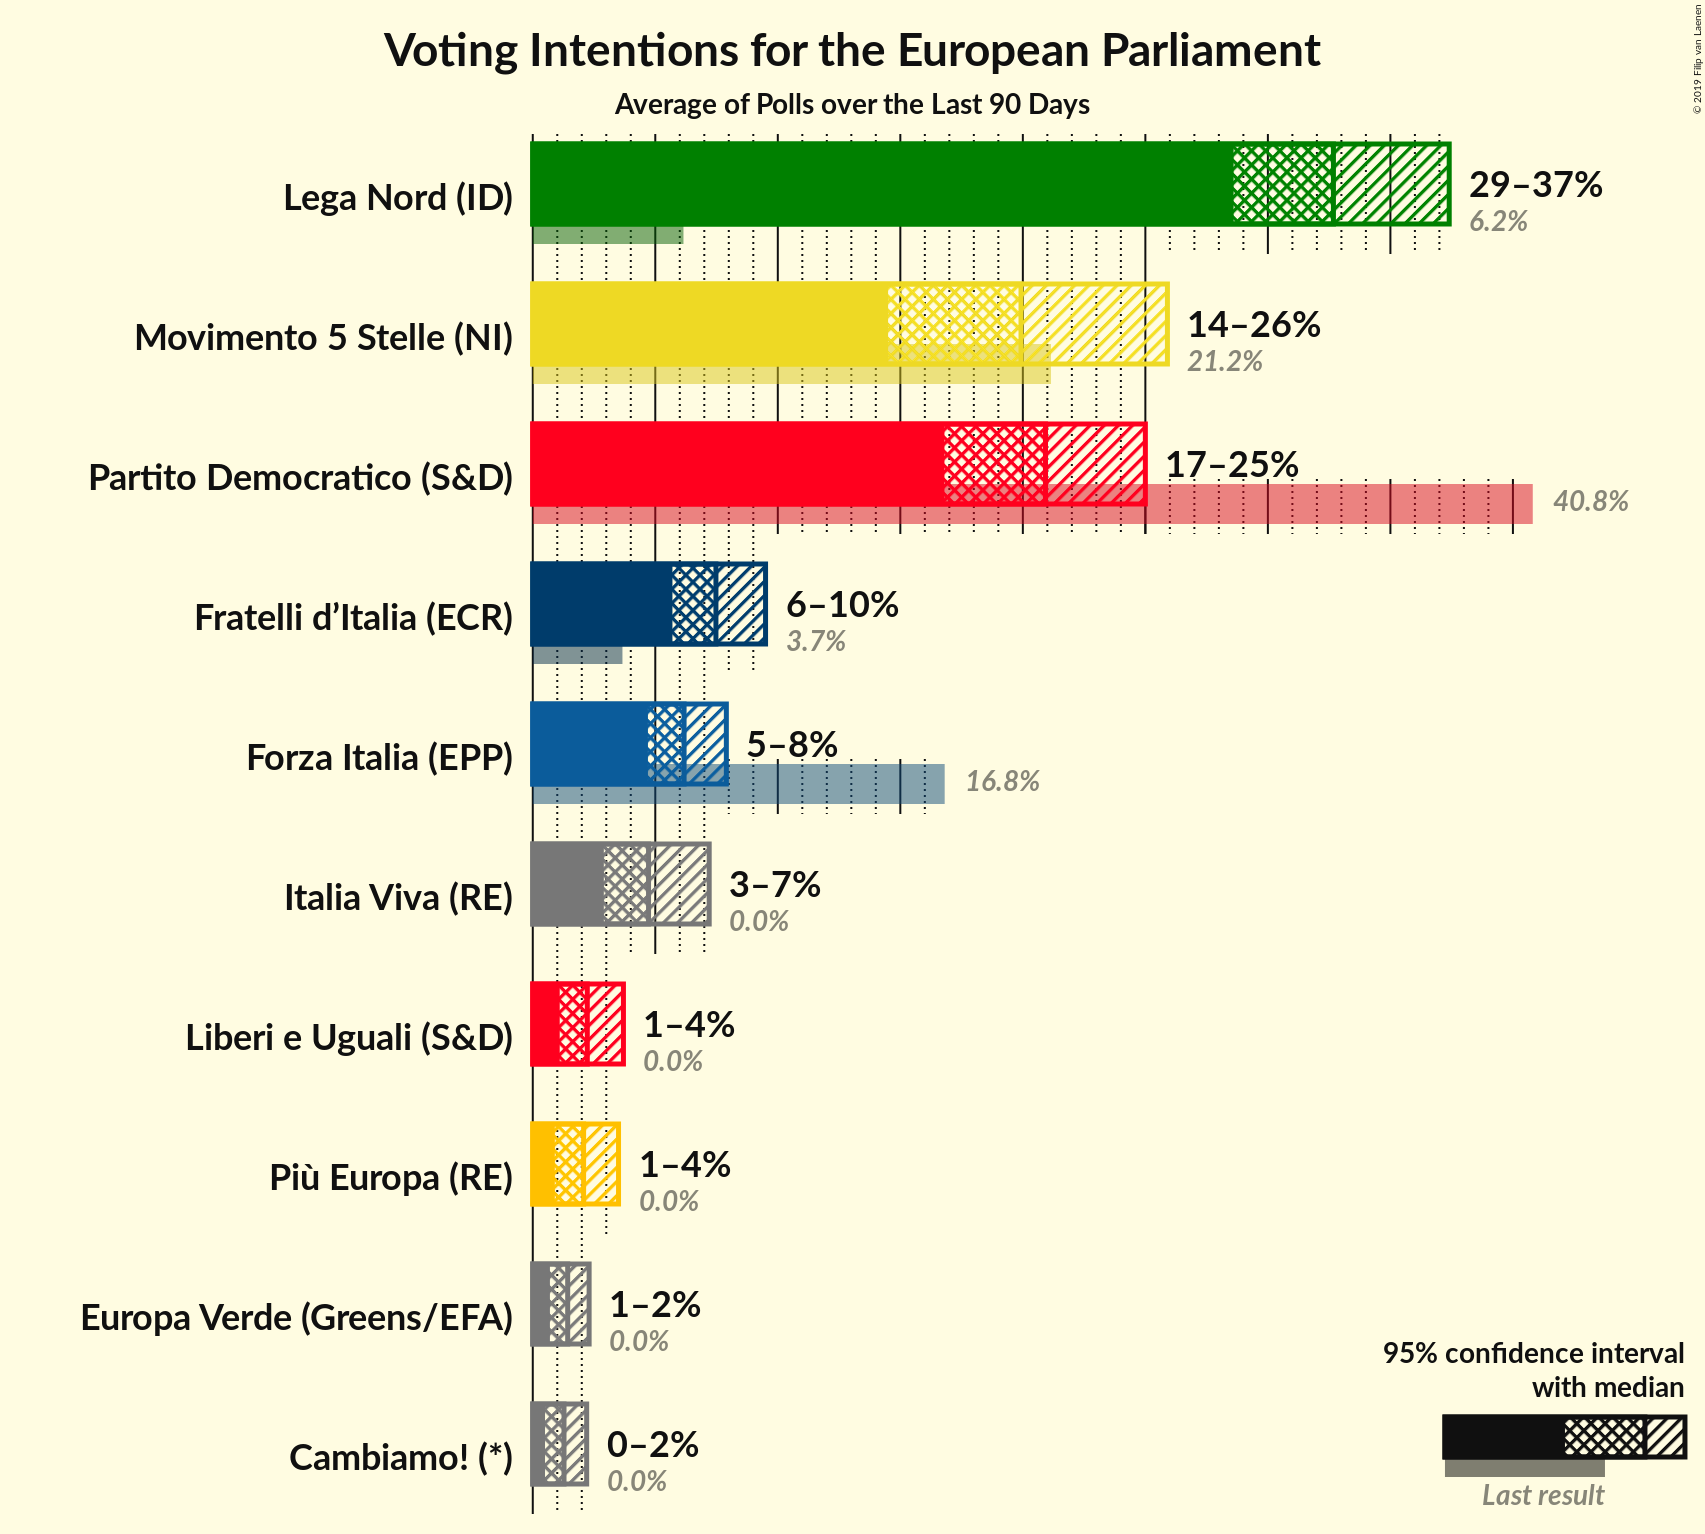 Voting Intentions for the European Parliament
Average of Polls over the Last 90 Days
© 2019 Filip van Laenen
Lega Nord (ID)
29–37%
6.2%
Movimento 5 Stelle (NI)
14–26%
21.2%
Partito Democratico (S&D)
17–25%
40.8%
Fratelli d’Italia (ECR)
6–10%
3.7%
Forza Italia (EPP)
5–8%
16.8%
Italia Viva (RE)
3–7%
0.0%
Liberi e Uguali (S&D)
1–4%
0.0%
Più Europa (RE)
1–4%
0.0%
Europa Verde (Greens/EFA)
1–2%
0.0%
Cambiamo! (*)
0–2%
0.0%
95% confidence interval
with median
Last result